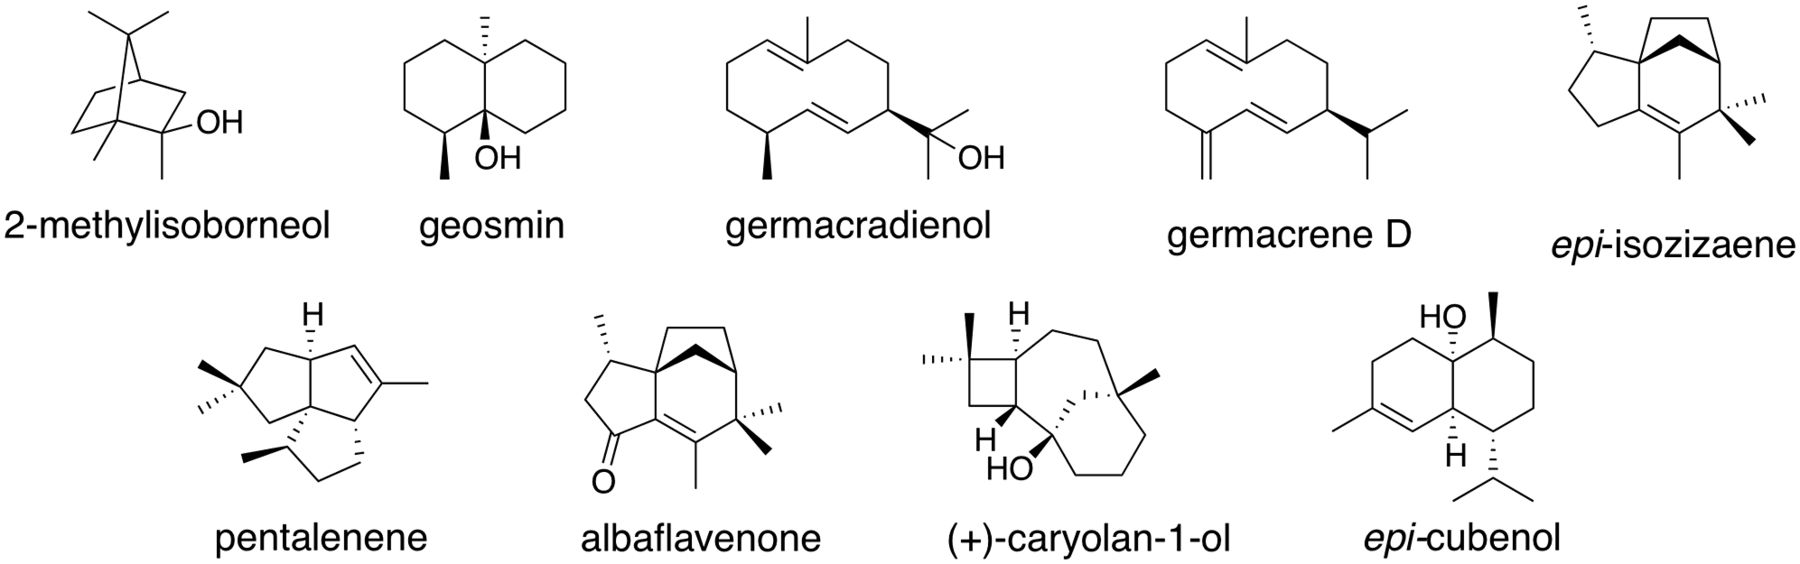 OH
OH
OH
2-methylisoborneol
geosmin
germacradienol
germacrene D
epi-isozizaene
H
H
HO
H
HO
O
H
pentalenene
albaflavenone
(+)-caryolan-1-ol
epi-cubenol